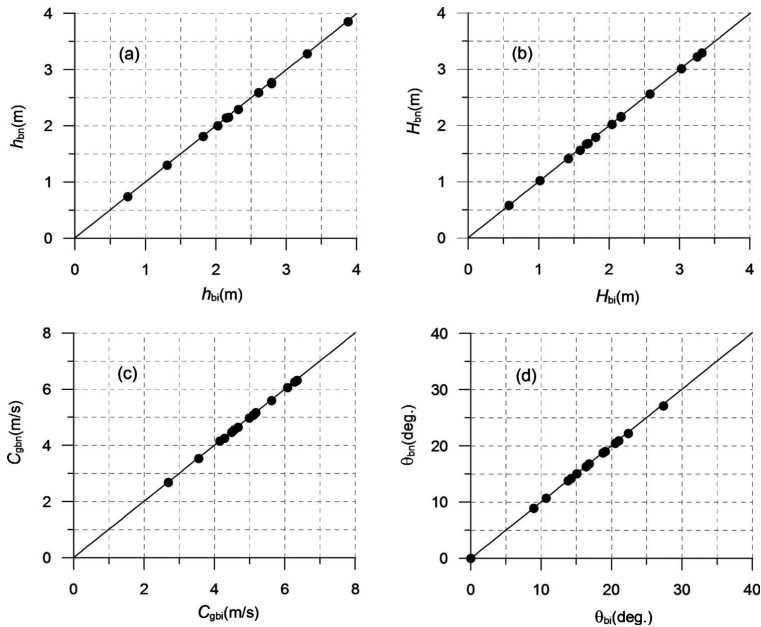 (a)
4
3
2
1
0
h_bn(m)
0 1 2 3 4
h_bi(m)
(b)
4
3
2
1
0
H_bn(m)
0 1 2 3 4
H_bi(m)
(c)
8
6
4
2
0
C_gbn(m/s)
0 2 4 6 8
C_gbi(m/s)
(d)
40
30
20
10
0
θ_bn(deg.)
0 10 20 30 40
θ_bi(deg.)